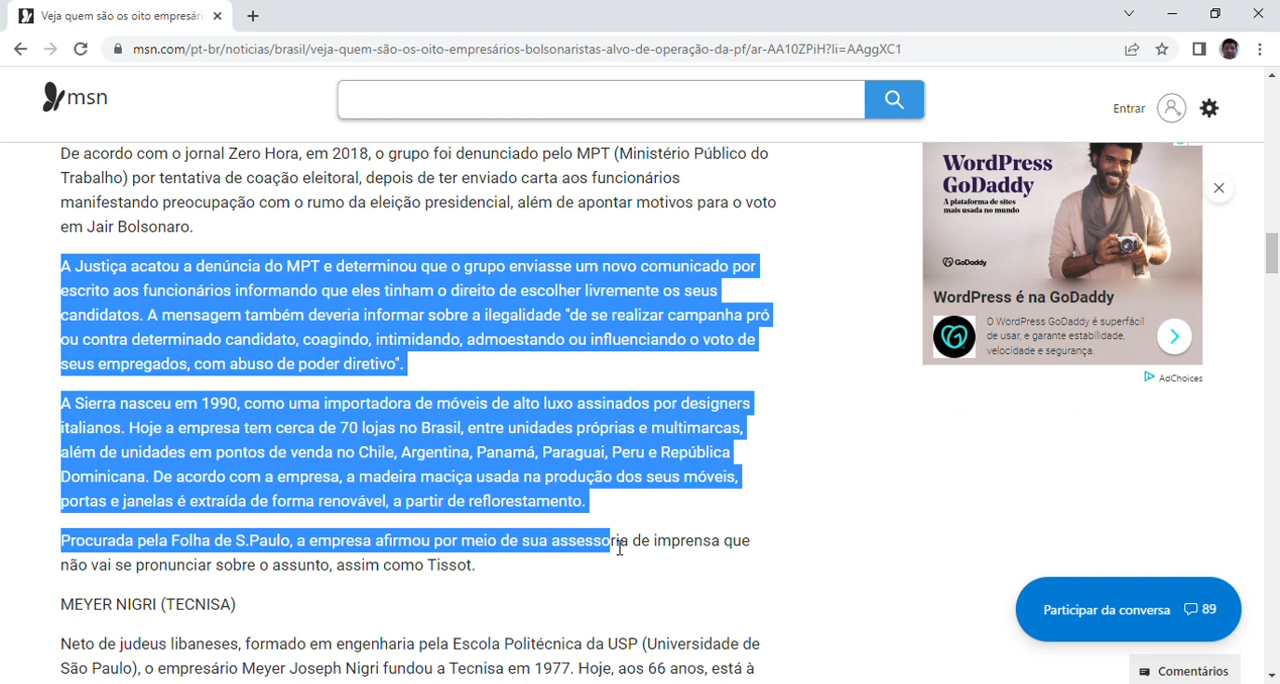 Veja quem são os oito empresári
msn.com/pt-br/noticias/brasil/veja-quem-são-os-oito-empresários-bolsonaristas-alvo-de-operação-da-pf/ar-AA10ZPiH?li=AAggXC1
msn
Entrar
De acordo com o jornal Zero Hora, em 2018, o grupo foi denunciado pelo MPT (Ministério Público do
Trabalho) por tentativa de coação eleitoral, depois de ter enviado carta aos funcionários
manifestando preocupação com o rumo da eleição presidencial, além de apontar motivos para o voto
em Jair Bolsonaro.
A Justiça acatou a denúncia do MPT e determinou que o grupo enviasse um novo comunicado por
escrito aos funcionários informando que eles tinham o direito de escolher livremente os seus
candidatos. A mensagem também deveria informar sobre a ilegalidade "de se realizar campanha pró
ou contra determinado candidato, coagindo, intimidando, admoestando ou influenciando o voto de
seus empregados, com abuso de poder diretivo".
A Sierra nasceu em 1990, como uma importadora de móveis de alto luxo assinados por designers
italianos. Hoje a empresa tem cerca de 70 lojas no Brasil, entre unidades próprias e multimarcas,
além de unidades em pontos de venda no Chile, Argentina, Panamá, Paraguai, Peru e República
Dominicana. De acordo com a empresa, a madeira maciça usada na produção dos seus móveis,
portas e janelas é extraída de forma renovável, a partir de reflorestamento.
Procurada pela Folha de S.Paulo, a empresa afirmou por meio de sua assessoria de imprensa que
não vai se pronunciar sobre o assunto, assim como Tissot.
MEYER NIGRI (TECNISA)
Neto de judeus libaneses, formado em engenharia pela Escola Politécnica da USP (Universidade de
São Paulo), o empresário Meyer Joseph Nigri fundou a Tecnisa em 1977. Hoje, aos 66 anos, está à
WordPress
GoDaddy
A plataforma de sites
mais usada no mundo
GoDaddy
WordPress é na GoDaddy
O WordPress GoDaddy é superfácil
de usar, e garante estabilidade,
velocidade e segurança.
AdChoices
Participar da conversa 89
Comentários